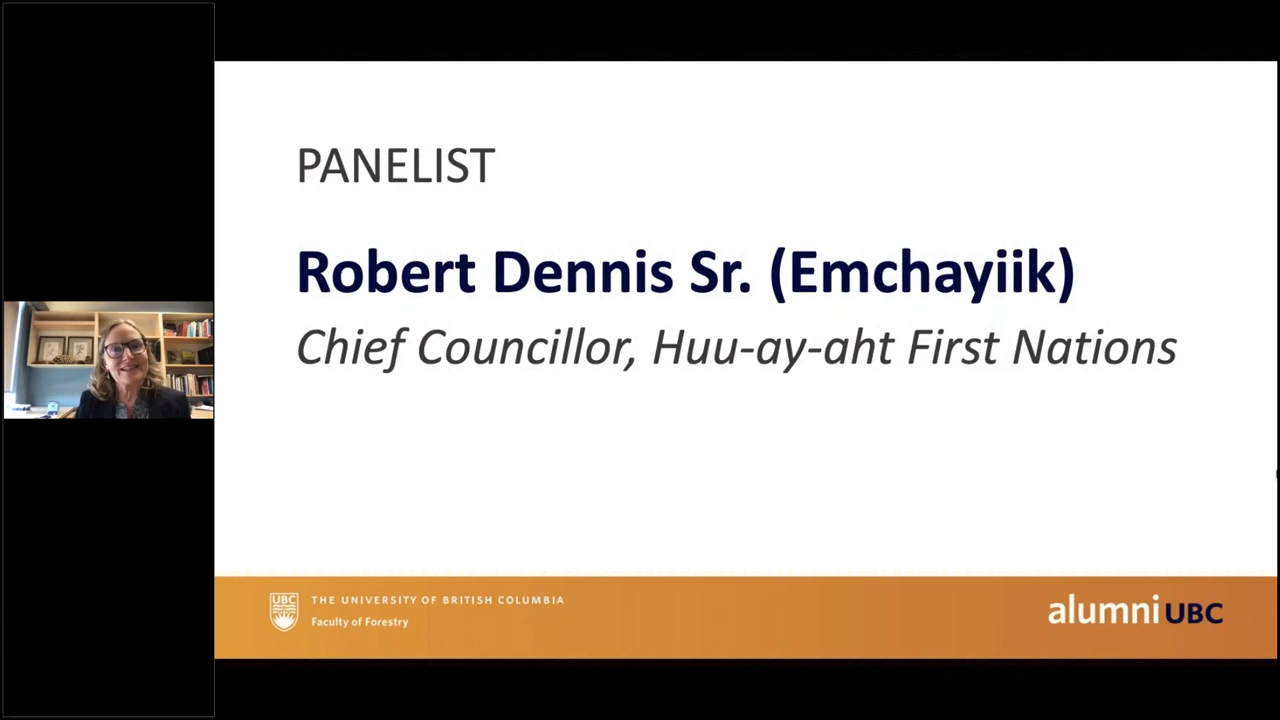 PANELIST
Robert Dennis Sr. (Emchayiik)
Chief Councillor, Huu-ay-aht First Nations
UBC
THE UNIVERSITY OF BRITISH COLUMBIA
Faculty of Forestry
alumni UBC